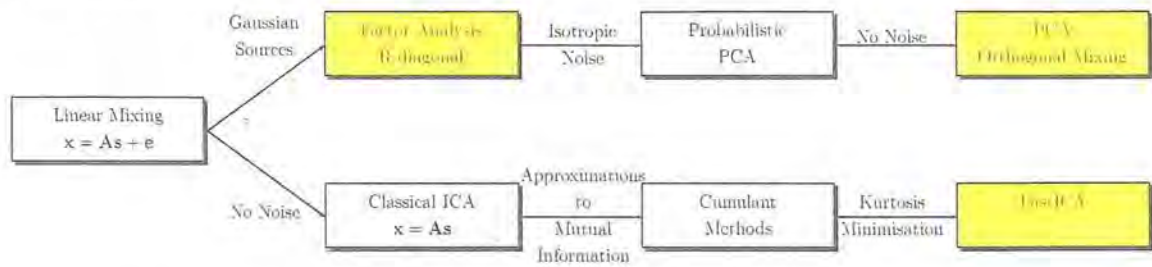 Gaussian
Sources
Factor Analysis
R diagonal
Isotropic
Noise
Probabilistic
PCA
No Noise
PCA
Orthogonal Mixing
Linear Mixing
x = As + e
No Noise
Classical ICA
x = As
Approximations
to
Mutual
Information
Cumulant
Methods
Kurtosis
Minimisation
FastICA